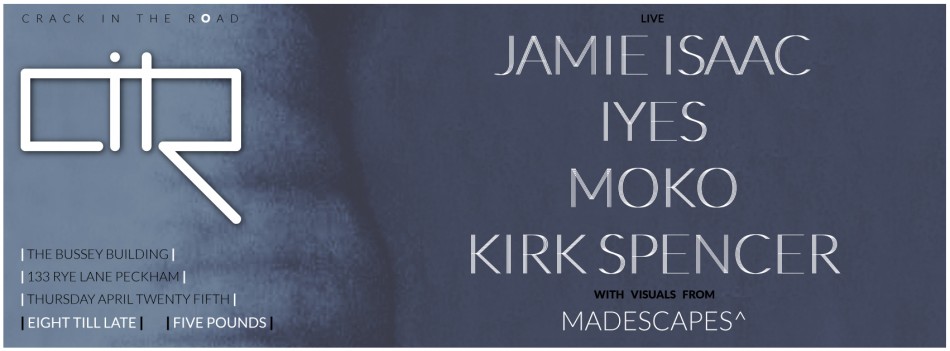 CRACK IN THE ROAD
CITR
| THE BUSSEY BUILDING |
| 133 RYE LANE PECKHAM |
| THURSDAY APRIL TWENTY FIFTH |
| EIGHT TILL LATE | | FIVE POUNDS |
LIVE
JAMIE ISAAC
IYES
MOKO
KIRK SPENCER
WITH VISUALS FROM
MADESCAPES^